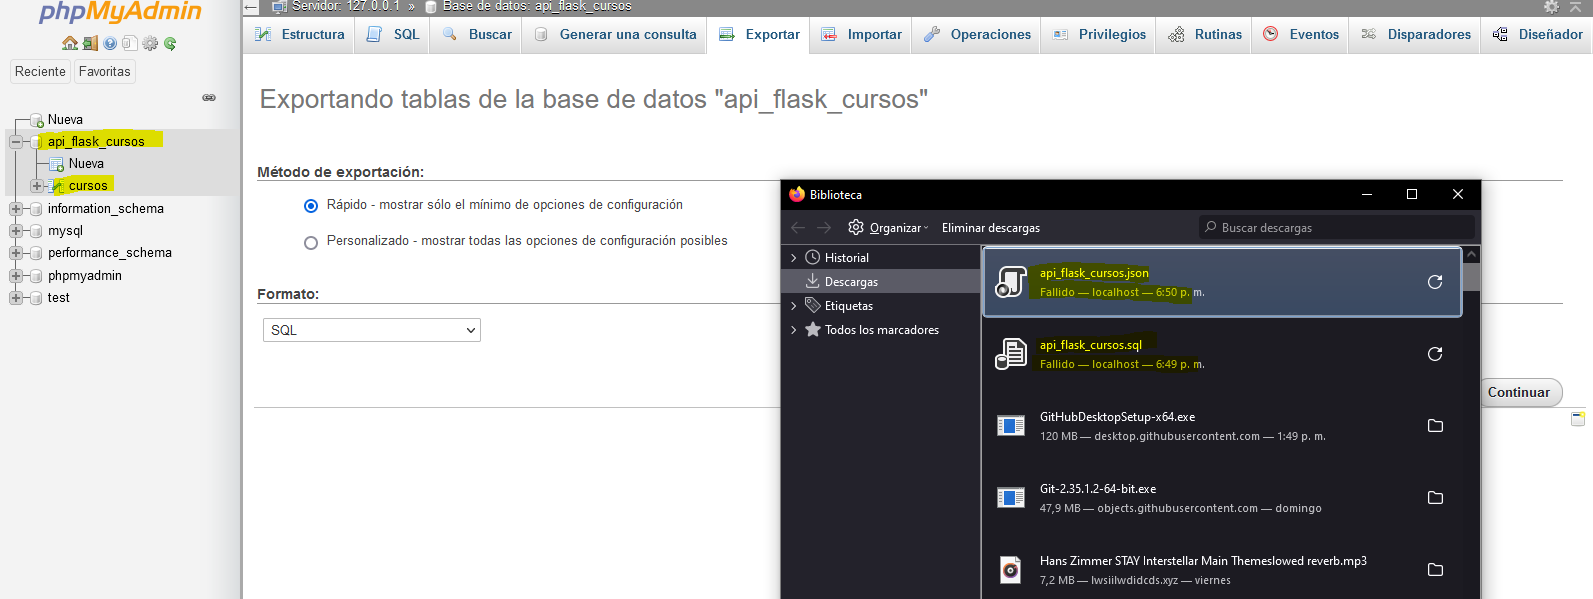 phpMyAdmin
Reciente
Favoritas
Nueva
api_flask_cursos
Nueva
cursos
information_schema
mysql
performance_schema
phpmyadmin
test
Servidor: 127.0.0.1 » Base de datos: api_flask_cursos
Estructura
SQL
Buscar
Generar una consulta
Exportar
Importar
Operaciones
Privilegios
Rutinas
Eventos
Disparadores
Diseñador
Exportando tablas de la base de datos "api_flask_cursos"
Método de exportación:
Rápido - mostrar sólo el mínimo de opciones de configuración
Personalizado - mostrar todas las opciones de configuración posibles
Formato:
SQL
Continuar
Biblioteca
Organizar
Eliminar descargas
Buscar descargas
Historial
Descargas
Etiquetas
Todos los marcadores
api_flask_cursos.json
Fallido — localhost — 6:50 p. m.
api_flask_cursos.sql
Fallido — localhost — 6:49 p. m.
GitHubDesktopSetup-x64.exe
120 MB — desktop.githubusercontent.com — 1:49 p. m.
Git-2.35.1.2-64-bit.exe
47,9 MB — objects.githubusercontent.com — domingo
Hans Zimmer STAY Interstellar Main Themeslowed reverb.mp3
7,2 MB — lwsiilwdidcds.xyz — viernes